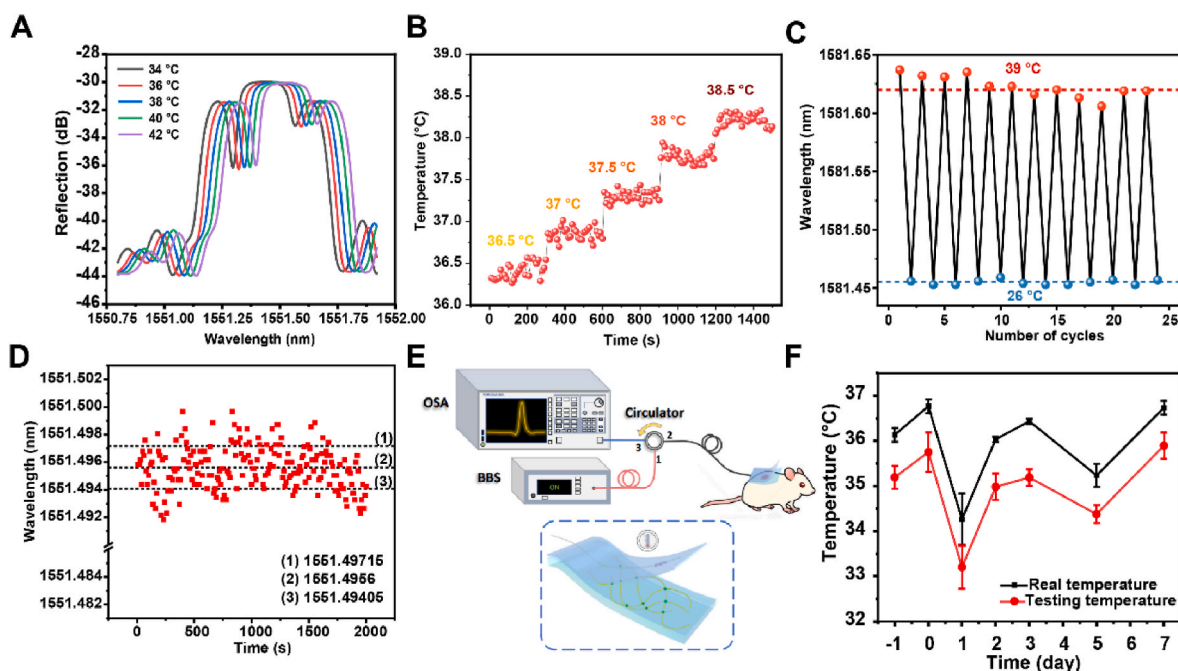 A
-28
-30
-32
-34
-36
-38
-40
-42
-44
-46
Reflection (dB)
34 °C
36 °C
38 °C
40 °C
42 °C
1550.75 1551.00 1551.25 1551.50 1551.75 1552.00
Wavelength (nm)
B
39.0
38.5
38.0
37.5
37.0
36.5
36.0
Temperature (°C)
36.5 °C
37 °C
37.5 °C
38 °C
38.5 °C
0 200 400 600 800 1000 1200 1400
Time (s)
C
1581.65
1581.60
1581.55
1581.50
1581.45
Wavelength (nm)
39 °C
26 °C
0 5 10 15 20 25
Number of cycles
D
1551.502
1551.500
1551.498
1551.496
1551.494
1551.492
1551.484
1551.482
Wavelength (nm)
(1)
(2)
(3)
(1) 1551.49715
(2) 1551.4956
(3) 1551.49405
0 500 1000 1500 2000
Time (s)
E
OSA
Circulator
2
3
1
BBS
ON
F
37
36
35
34
33
32
Temperature (°C)
Real temperature
Testing temperature
-1 0 1 2 3 5 7
Time (day)